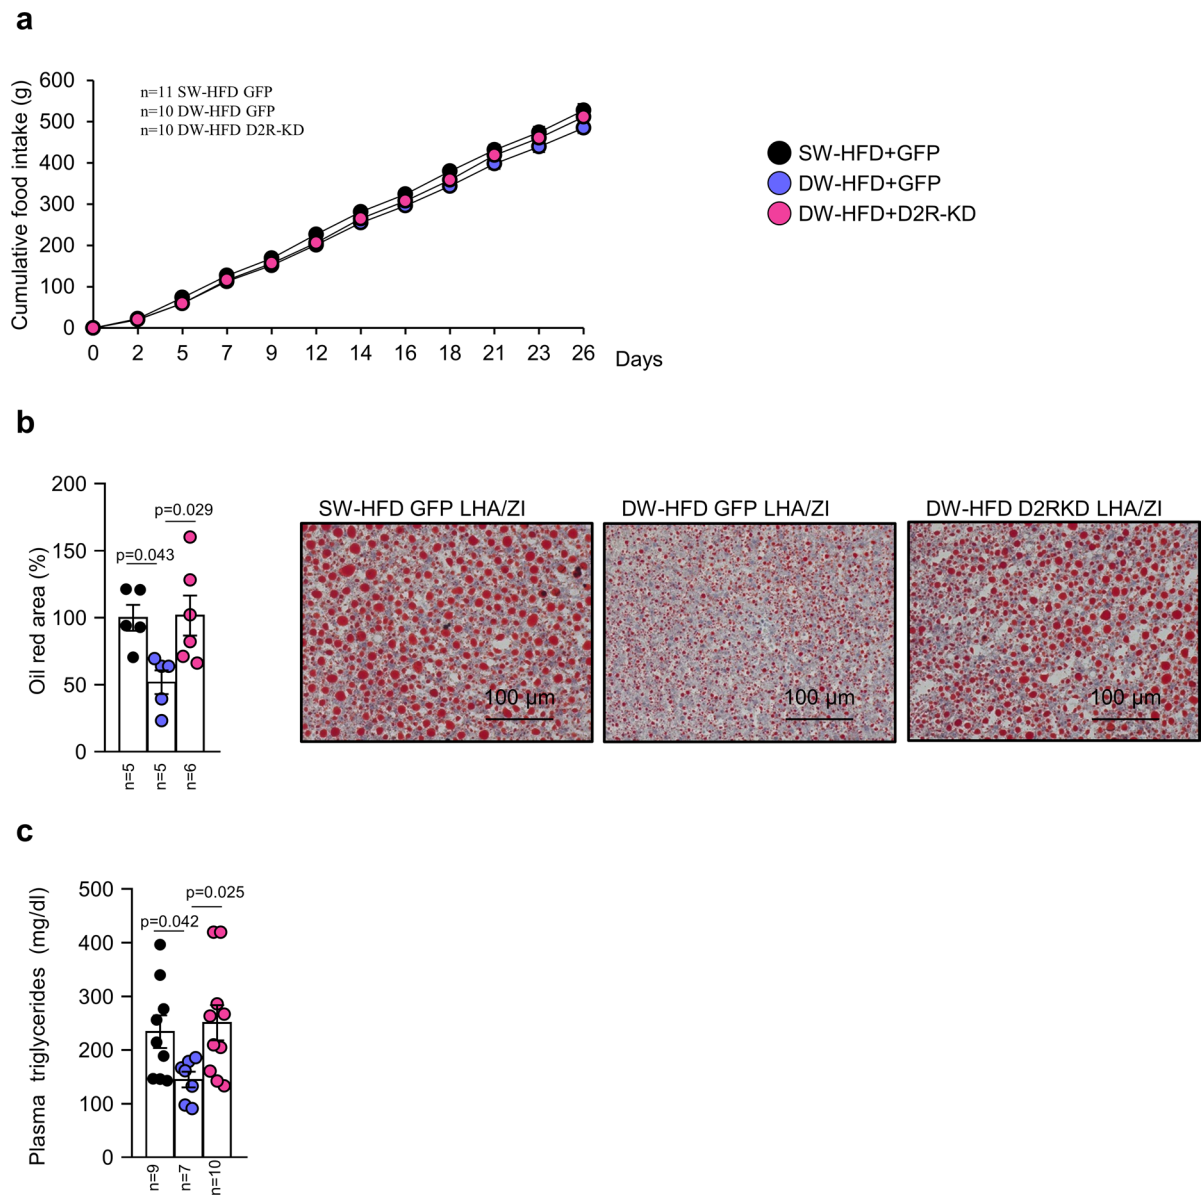 a
Cumulative food intake (g)
600
500
400
300
200
100
0
n=11 SW-HFD GFP
n=10 DW-HFD GFP
n=10 DW-HFD D2R-KD
0 2 5 7 9 12 14 16 18 21 23 26
Days
SW-HFD+GFP
DW-HFD+GFP
DW-HFD+D2R-KD
b
Oil red area (%)
200
150
100
50
0
p=0.043
p=0.029
n=5
n=5
n=6
SW-HFD GFP LHA/ZI
100 µm
DW-HFD GFP LHA/ZI
100 µm
DW-HFD D2RKD LHA/ZI
100 µm
c
Plasma triglycerides (mg/dl)
500
400
300
200
100
0
p=0.042
p=0.025
n=9
n=7
n=10